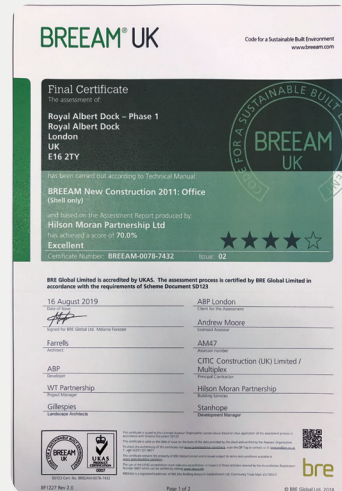 BREEAM® UK
Code for a Sustainable Built Environment
www.breeam.com
Final Certificate
The assessment of:
Royal Albert Dock – Phase 1
Royal Albert Dock
London
UK
E16 2TY
has been carried out according to Technical Manual
BREEAM New Construction 2011: Office
(Shell only)
and based on the Assessment Report produced by:
Hilson Moran Partnership Ltd
has achieved a score of 70.0%
Excellent
Certificate Number: BREEAM-0078-7432
Issue: 02
CODE FOR A SUSTAINABLE BUILT
BREEAM
UK
BRE Global Limited is accredited by UKAS. The assessment process is certified by BRE Global Limited in
accordance with the requirements of Scheme Document SD123
16 August 2019
Date of Issue
Signed for BRE Global Ltd.
ABP London
Client for the Assessment
Andrew Moore
Licensed Assessor
Farrells
Architect
AM47
Assessor number
ABP
Developer
CITIC Construction (UK) Limited /
Multiplex
Principal Contractor
WT Partnership
Project Manager
Hilson Moran Partnership
Building Services
Gillespies
Landscape Architects
Stanhope
Development Manager
BREEAM
UK
UKAS
PRODUCT
CERTIFICATION
0007
bre
BF1227 Rev 2.0
Page 1 of 2
© BRE Global Ltd.